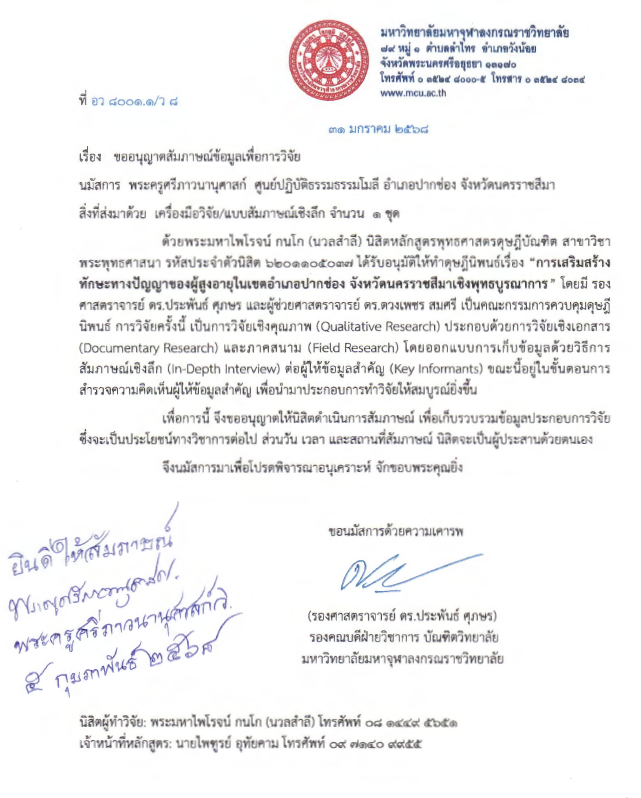 มหาวิทยาลัยมหาจุฬาลงกรณราชวิทยาลัย
๗๙ หมู่ ๑ ตำบลลำไทร อำเภอวังน้อย
จังหวัดพระนครศรีอยุธยา ๑๓๑๗๐
โทรศัพท์ ๐ ๓๕๒๔ ๘๐๐๐-๕ โทรสาร ๐ ๓๕๒๔ ๘๐๓๔
www.mcu.ac.th
ที่ อว ๘๐๐๑.๑/ว ๘
๓๑ มกราคม ๒๕๖๘
เรื่อง ขออนุญาตสัมภาษณ์ข้อมูลเพื่อการวิจัย
นมัสการ พระครูศรีภาวนานุศาสก์ ศูนย์ปฏิบัติธรรมธรรมโมลี อำเภอปากช่อง จังหวัดนครราชสีมา
สิ่งที่ส่งมาด้วย เครื่องมือวิจัย/แบบสัมภาษณ์เชิงลึก จำนวน ๑ ชุด
ด้วยพระมหาไพโรจน์ กนโก (นวลสำลี) นิสิตหลักสูตรพุทธศาสตรดุษฎีบัณฑิต สาขาวิชา
พระพุทธศาสนา รหัสประจำตัวนิสิต ๖๒๐๑๑๐๕๐๓๗ ได้รับอนุมัติให้ทำดุษฎีนิพนธ์เรื่อง “การเสริมสร้าง
ทักษะทางปัญญาของผู้สูงอายุในเขตอำเภอปากช่อง จังหวัดนครราชสีมาเชิงพุทธบูรณาการ” โดยมี รอง
ศาสตราจารย์ ดร.ประพันธ์ ศุภษร และผู้ช่วยศาสตราจารย์ ดร.ดวงเพชร สมศรี เป็นคณะกรรมการควบคุมดุษฎี
นิพนธ์ การวิจัยครั้งนี้ เป็นการวิจัยเชิงคุณภาพ (Qualitative Research) ประกอบด้วยการวิจัยเชิงเอกสาร
(Documentary Research) และภาคสนาม (Field Research) โดยออกแบบการเก็บข้อมูลด้วยวิธีการ
สัมภาษณ์เชิงลึก (In-Depth Interview) ต่อผู้ให้ข้อมูลสำคัญ (Key Informants) ขณะนี้อยู่ในขั้นตอนการ
สำรวจความคิดเห็นผู้ให้ข้อมูลสำคัญ เพื่อนำมาประกอบการทำวิจัยให้สมบูรณ์ยิ่งขึ้น
เพื่อการนี้ จึงขออนุญาตให้นิสิตดำเนินการสัมภาษณ์ เพื่อเก็บรวบรวมข้อมูลประกอบการวิจัย
ซึ่งจะเป็นประโยชน์ทางวิชาการต่อไป ส่วนวัน เวลา และสถานที่สัมภาษณ์ นิสิตจะเป็นผู้ประสานด้วยตนเอง
จึงนมัสการมาเพื่อโปรดพิจารณาอนุเคราะห์ จักขอบพระคุณยิ่ง
ขอนมัสการด้วยความเคารพ
ยินดีให้สัมภาษณ์
พระครูศรีภาวนานุศาสก์
๕ กุมภาพันธ์ ๒๕๖๘
(รองศาสตราจารย์ ดร.ประพันธ์ ศุภษร)
รองคณบดีฝ่ายวิชาการ บัณฑิตวิทยาลัย
มหาวิทยาลัยมหาจุฬาลงกรณราชวิทยาลัย
นิสิตผู้ทำวิจัย: พระมหาไพโรจน์ กนโก (นวลสำลี) โทรศัพท์ ๐๘ ๑๔๔๙ ๕๖๕๑
เจ้าหน้าที่หลักสูตร: นายไพฑูรย์ อุทัยคาม โทรศัพท์ ๐๙ ๗๑๔๐ ๙๙๕๕